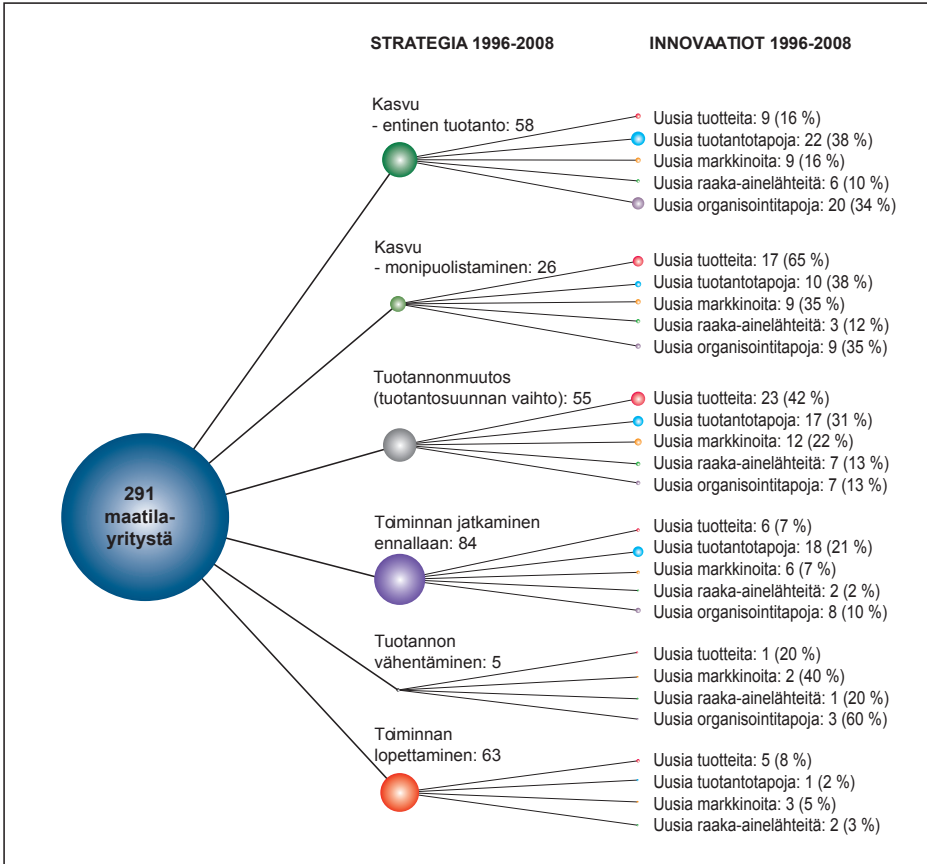 STRATEGIA 1996-2008
INNOVAATIOT 1996-2008
291
maatila-
yritystä
Kasvu
- entinen tuotanto: 58
Uusia tuotteita: 9 (16 %)
Uusia tuotantotapoja: 22 (38 %)
Uusia markkinoita: 9 (16 %)
Uusia raaka-ainelähteitä: 6 (10 %)
Uusia organisointitapoja: 20 (34 %)
Kasvu
- monipuolistaminen: 26
Uusia tuotteita: 17 (65 %)
Uusia tuotantotapoja: 10 (38 %)
Uusia markkinoita: 9 (35 %)
Uusia raaka-ainelähteitä: 3 (12 %)
Uusia organisointitapoja: 9 (35 %)
Tuotannonmuutos
(tuotantosuunnan vaihto): 55
Uusia tuotteita: 23 (42 %)
Uusia tuotantotapoja: 17 (31 %)
Uusia markkinoita: 12 (22 %)
Uusia raaka-ainelähteitä: 7 (13 %)
Uusia organisointitapoja: 7 (13 %)
Toiminnan jatkaminen
ennallaan: 84
Uusia tuotteita: 6 (7 %)
Uusia tuotantotapoja: 18 (21 %)
Uusia markkinoita: 6 (7 %)
Uusia raaka-ainelähteitä: 2 (2 %)
Uusia organisointitapoja: 8 (10 %)
Tuotannon
vähentäminen: 5
Uusia tuotteita: 1 (20 %)
Uusia markkinoita: 2 (40 %)
Uusia raaka-ainelähteitä: 1 (20 %)
Uusia organisointitapoja: 3 (60 %)
Toiminnan
lopettaminen: 63
Uusia tuotteita: 5 (8 %)
Uusia tuotantotapoja: 1 (2 %)
Uusia markkinoita: 3 (5 %)
Uusia raaka-ainelähteitä: 2 (3 %)